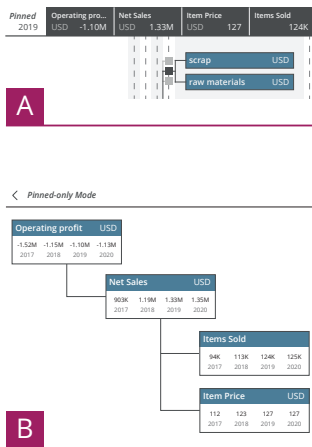 Pinned Operating pro... Net Sales Item Price Items Sold
2019 USD -1.10M USD 1.33M USD 127 124K
scrap USD
raw materials USD
A
Pinned-only Mode
Operating profit USD
-1.52M -1.15M -1.10M -1.13M
2017 2018 2019 2020
Net Sales USD
903K 1.19M 1.33M 1.35M
2017 2018 2019 2020
Items Sold
94K 113K 124K 125K
2017 2018 2019 2020
Item Price USD
112 123 127 127
2017 2018 2019 2020
B